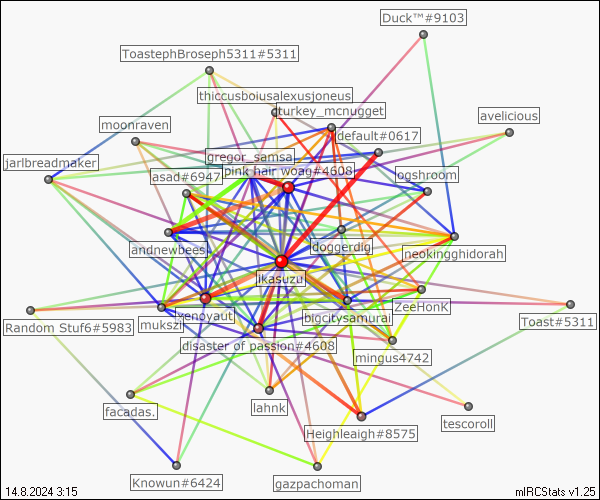 Duck™#9103
ToastephBroseph5311#5311
thiccusboiusalexusjoneus
turkey_mcnugget
avelicious
moonraven
default#0617
gregor_samsa
jarlbreadmaker
pink hair woag#4608
asad#6947
logshroom
andnewbees
doggerdig
neokingghidorah
ikasuzu
ZeeHonK
xenoyaut
bigcitysamurai
Toast#5311
mukszi
Random Stuf6#5983
disaster of passion#4608
mingus4742
lahnk
facadas.
tescoroll
Heighleaigh#8575
Knowun#6424
gazpachoman
14.8.2024 3:15
mIRCStats v1.25